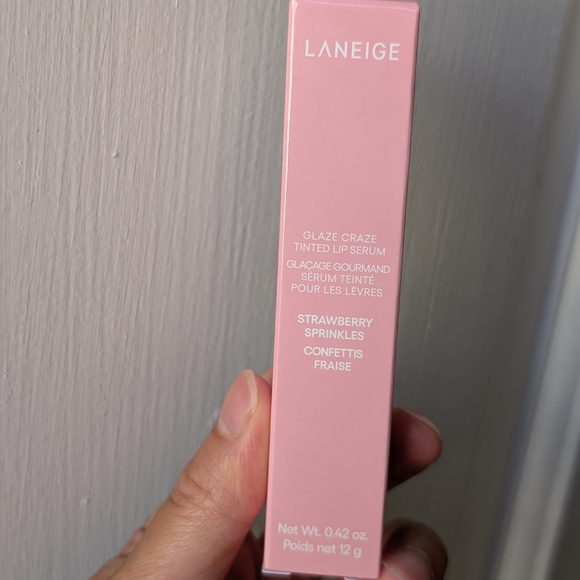 LANEIGE
GLAZE CRAZE
TINTED LIP SERUM
GLAÇAGE GOURMAND
SÉRUM TEINTÉ
POUR LES LÈVRES
STRAWBERRY
SPRINKLES
CONFETTIS
FRAISE
Net Wt. 0.42 oz.
Poids net 12 g